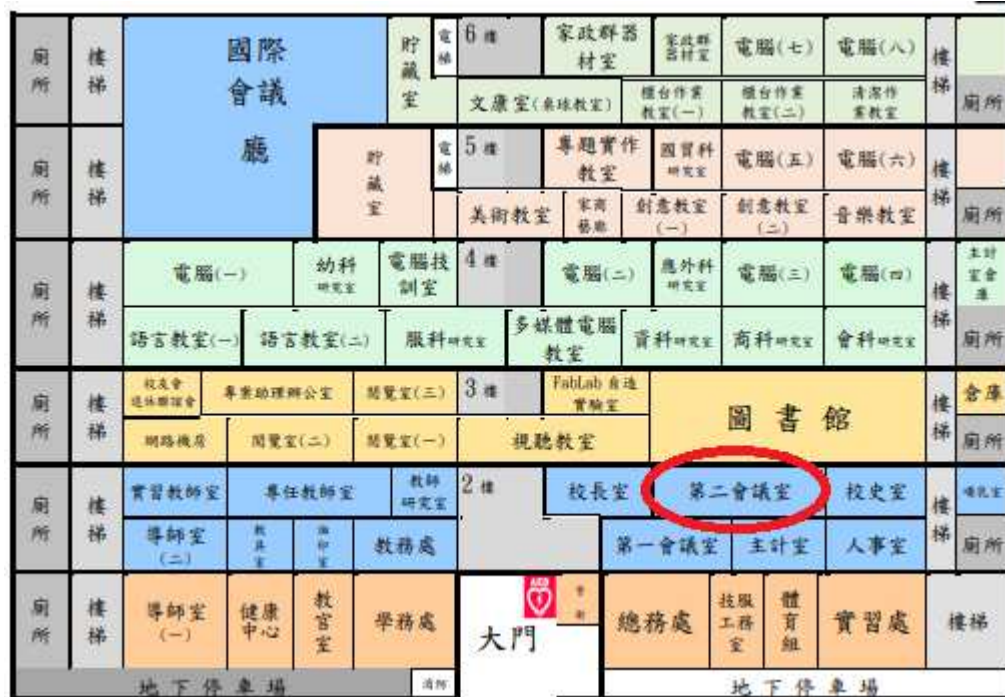 廁所
樓梯
國際會議廳
貯藏室
電梯
6樓
家政群器材室
家政群器材室
電腦(七)
電腦(八)
樓梯
文康室(桌球教室)
櫃台作業教室(一)
櫃台作業教室(二)
清潔作業教室
廁所
廁所
樓梯
貯藏室
電梯
5樓
專題實作教室
國貿科研究室
電腦(五)
電腦(六)
樓梯
美術教室
家商藝廊
創意教室(一)
創意教室(二)
音樂教室
廁所
廁所
樓梯
電腦(一)
幼科研究室
電腦技訓室
4樓
電腦(二)
應外科研究室
電腦(三)
電腦(四)
樓梯
主計室倉庫
語言教室(一)
語言教室(二)
服科研究室
多媒體電腦教室
資科研究室
商科研究室
會科研究室
廁所
廁所
樓梯
校友會退休聯誼會
專案助理辦公室
閱覽室(三)
3樓
FabLab自造實驗室
圖書館
樓梯
倉庫
網路機房
閱覽室(二)
閱覽室(一)
視聽教室
廁所
廁所
樓梯
實習教師室
專任教師室
教師研究室
2樓
校長室
第二會議室
校史室
樓梯
哺乳室
導師室(二)
教具室
油印室
教務處
第一會議室
主計室
人事室
廁所
廁所
樓梯
導師室(一)
健康中心
教官室
學務處
大門
AED
總務處
技服工務室
體育組
實習處
樓梯
地下停車場
消防
地下停車場